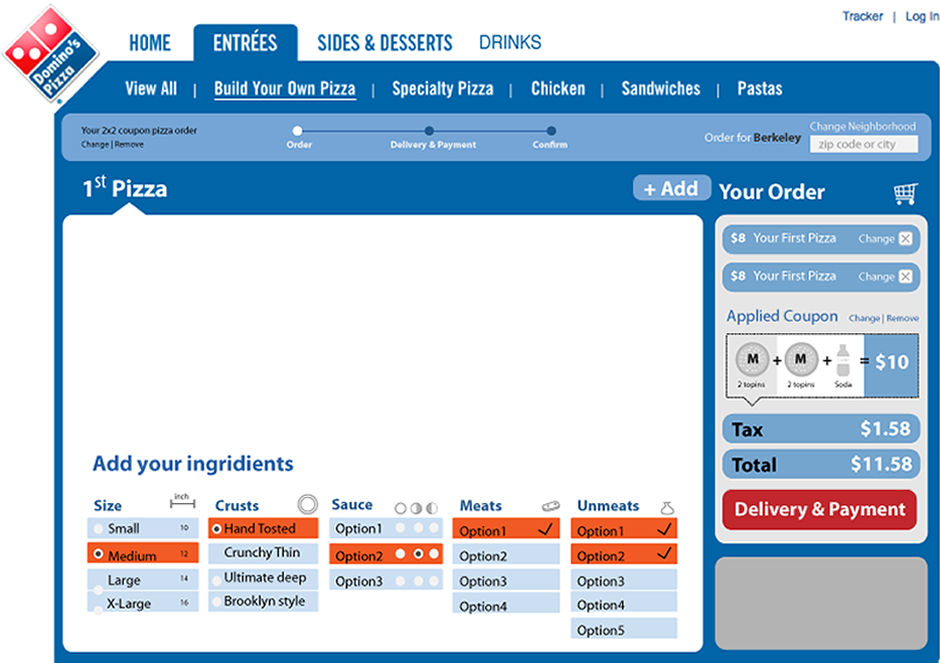 Tracker | Log In
Domino's
Pizza
HOME ENTRÉES SIDES & DESSERTS DRINKS
View All | Build Your Own Pizza | Specialty Pizza | Chicken | Sandwiches | Pastas
Your 2x2 coupon pizza order
Change | Remove
Order Delivery & Payment Confirm
Order for Berkeley
Change Neighborhood
zip code or city
1st Pizza
+ Add
Your Order
$8 Your First Pizza Change
$8 Your First Pizza Change
Applied Coupon Change | Remove
M + M + = $10
2 topins 2 topins Soda
Tax $1.58
Total $11.58
Delivery & Payment
Add your ingridients
Size inch
Small 10
Medium 12
Large 14
X-Large 16
Crusts
Hand Tosted
Crunchy Thin
Ultimate deep
Brooklyn style
Sauce
Option1
Option2
Option3
Meats
Option1
Option2
Option3
Option4
Unmeats
Option1
Option2
Option3
Option4
Option5